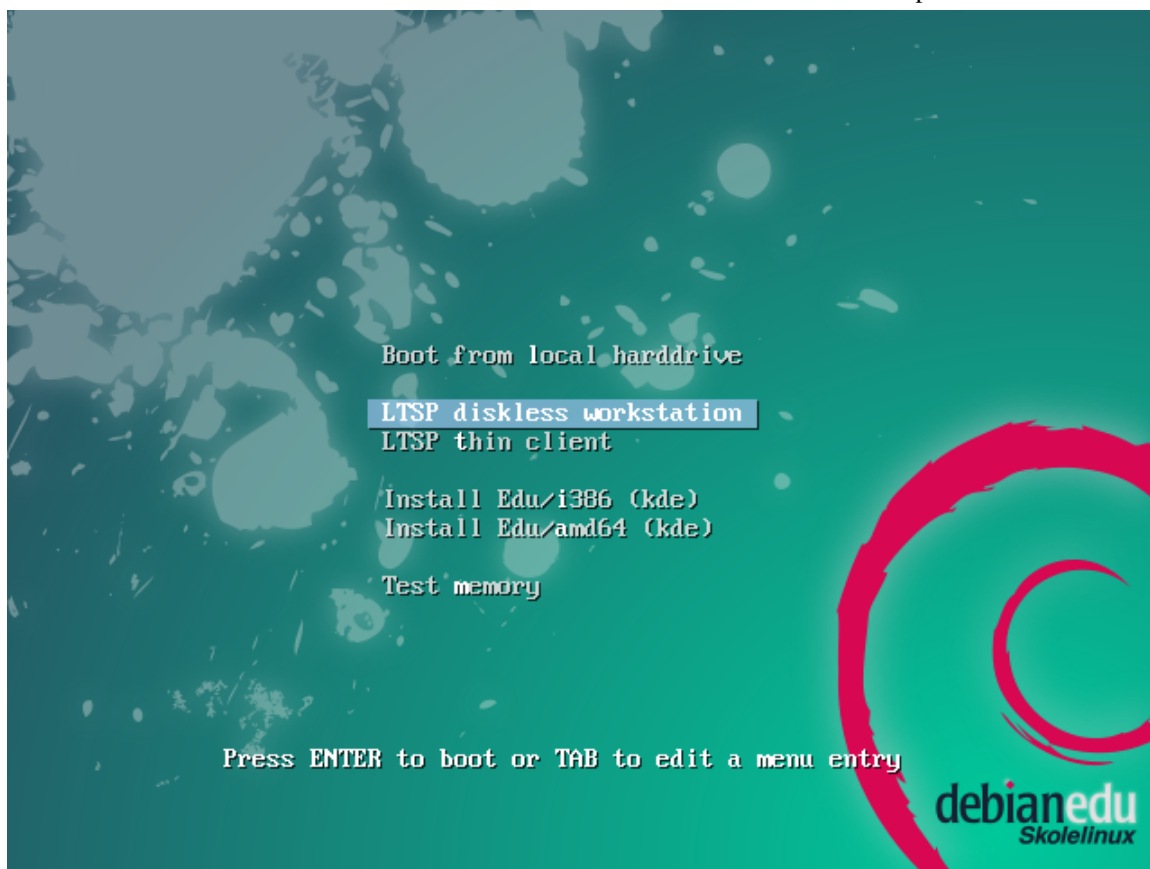 Boot from local harddrive
LTSP diskless workstation
LTSP thin client
Install Edu/i386 (kde)
Install Edu/amd64 (kde)
Test memory
Press ENTER to boot or TAB to edit a menu entry
debianedu
Skolelinux